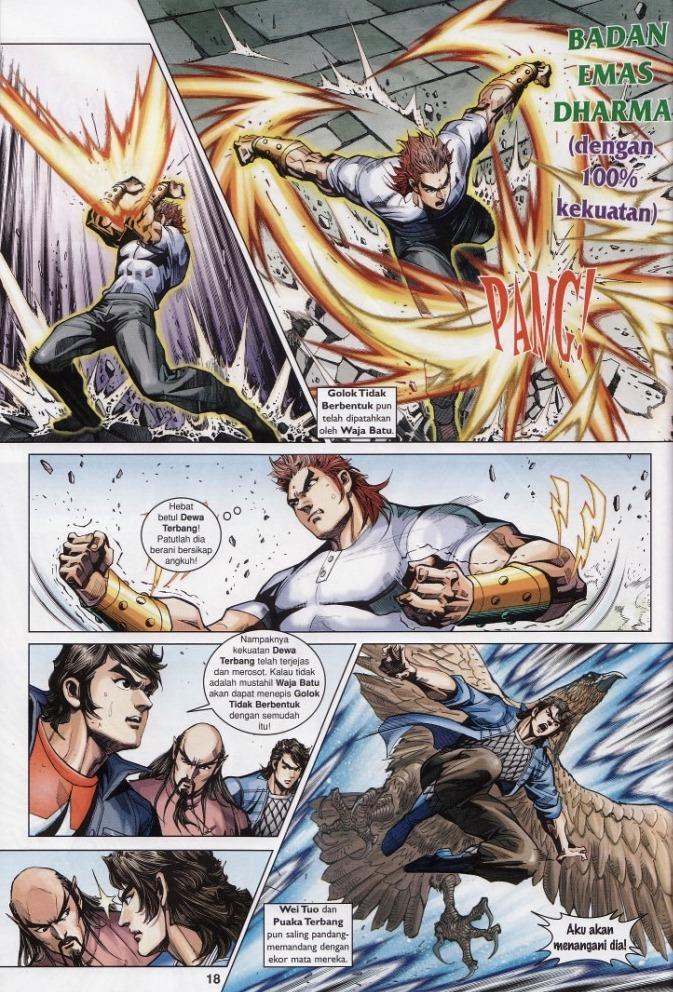 BADAN
EMAS
DHARMA
(dengan
100%
kekuatan)
PANG!
Golok Tidak
Berbentuk pun
telah dipatahkan
oleh Waja Batu.
Hebat
betul Dewa
Terbang!
Patutlah dia
berani bersikap
angkuh!
Nampaknya
kekuatan Dewa
Terbang telah terjejas
dan merosot. Kalau tidak
adalah mustahil Waja Batu
akan dapat menepis Golok
Tidak Berbentuk
dengan semudah
itu!
Wei Tuo dan
Puaka Terbang
pun saling pandang-
memandang dengan
ekor mata mereka.
Aku akan
menangani dia!
18